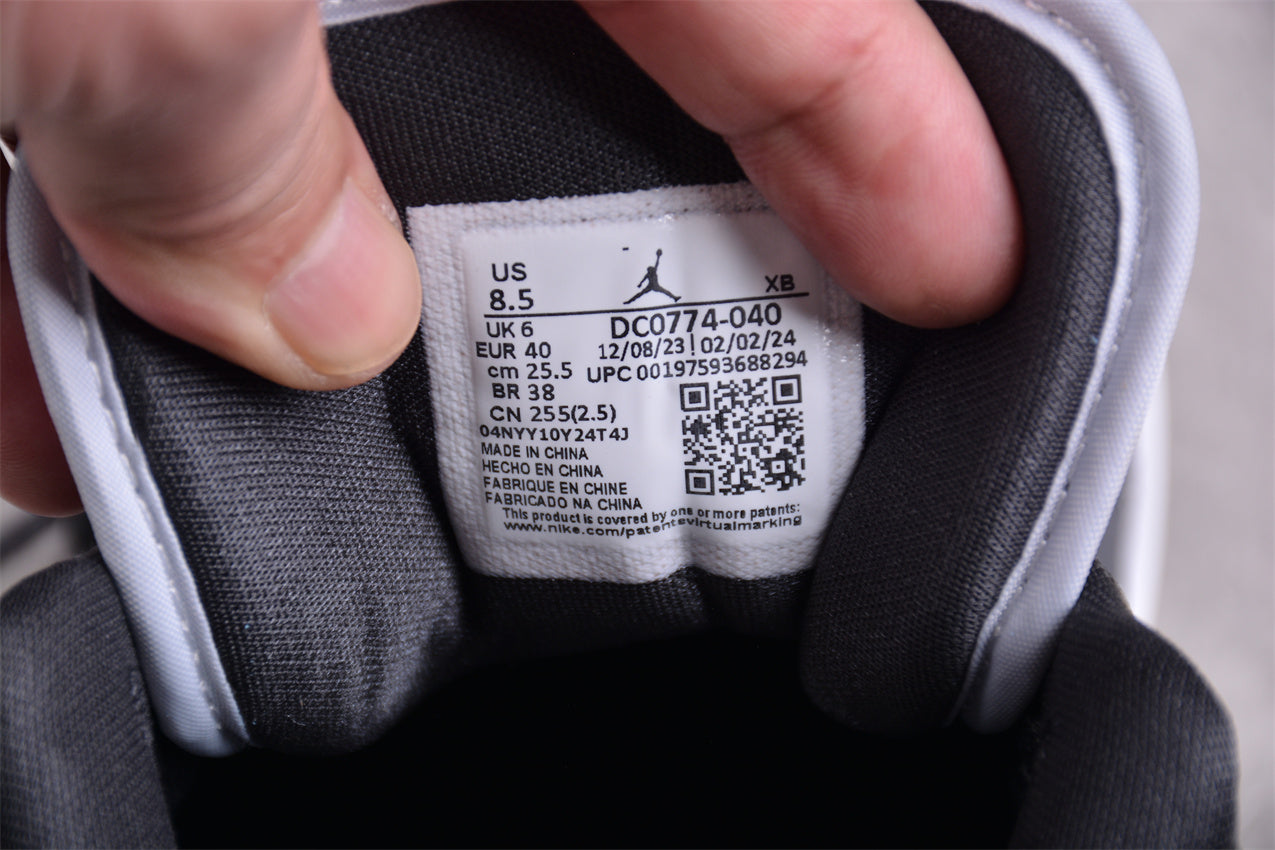 US
8.5
XB
UK 6
DC0774-040
EUR 40
12/08/23 | 02/02/24
cm 25.5
UPC 00197593688294
BR 38
CN 255(2.5)
04NYY10Y24T4J
MADE IN CHINA
HECHO EN CHINA
FABRIQUE EN CHINE
FABRICADO NA CHINA
This product is covered by one or more patents:
www.nike.com/patentsvirtualmarking